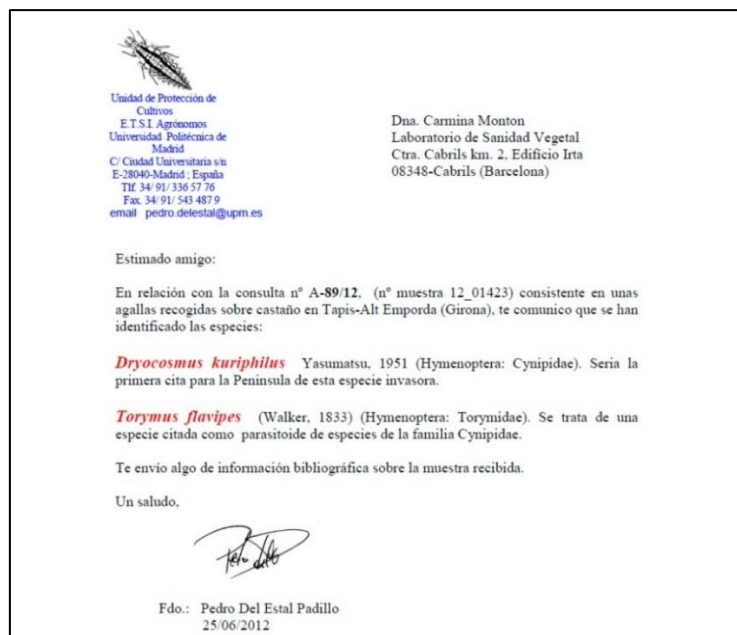 Unidad de Protección de
Cultivos
E.T.S.I. Agrónomos
Universidad Politécnica de
Madrid
C/ Ciudad Universitaria s/n
E-28040-Madrid ; España
Tlf. 34/ 91/ 336 57 76
Fax. 34/ 91/ 543 487 9
email pedro.delestal@upm.es
Dna. Carmina Monton
Laboratorio de Sanidad Vegetal
Ctra. Cabrils km. 2, Edificio Irta
08348-Cabrils (Barcelona)
Estimado amigo:
En relación con la consulta nº A-89/12, (nº muestra 12_01423) consistente en unas
agallas recogidas sobre castaño en Tapis-Alt Emporda (Girona), te comunico que se han
identificado las especies:
Dryocosmus kuriphilus Yasumatsu, 1951 (Hymenoptera: Cynipidae). Seria la
primera cita para la Peninsula de esta especie invasora.
Torymus flavipes (Walker, 1833) (Hymenoptera: Torymidae). Se trata de una
especie citada como parasitoide de especies de la familia Cynipidae.
Te envío algo de información bibliográfica sobre la muestra recibida.
Un saludo,
Fdo.: Pedro Del Estal Padillo
25/06/2012